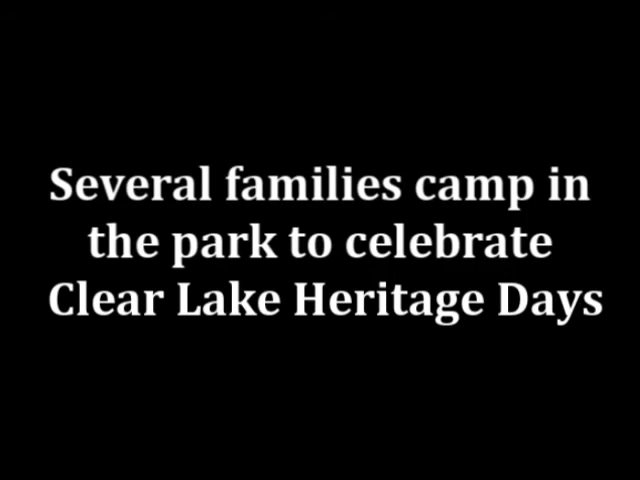 Several families camp in
the park to celebrate
Clear Lake Heritage Days